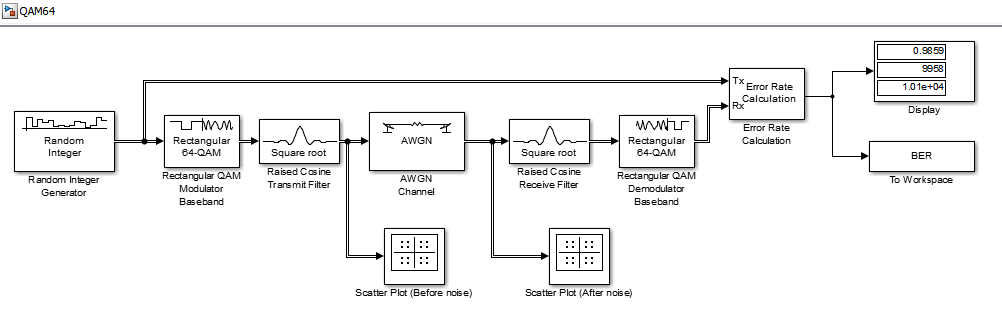 QAM64
Random
Integer
Random Integer
Generator
Rectangular
64-QAM
Rectangular QAM
Modulator
Baseband
Square root
Raised Cosine
Transmit Filter
AWGN
AWGN
Channel
Square root
Raised Cosine
Receive Filter
Rectangular
64-QAM
Rectangular QAM
Demodulator
Baseband
Tx
Rx
Error Rate
Calculation
Error Rate
Calculation
0.9859
9958
1.01e+04
Display
BER
To Workspace
Scatter Plot (Before noise)
Scatter Plot (After noise)